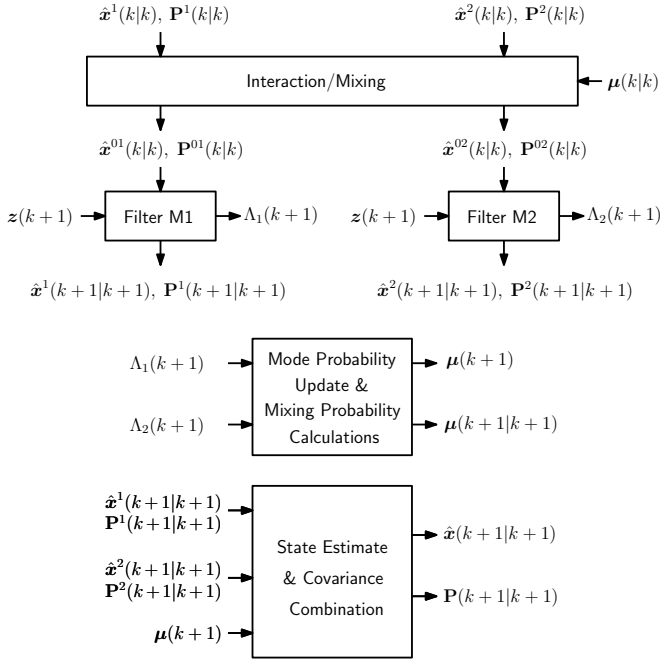 x̂¹(k|k), P¹(k|k) x̂²(k|k), P²(k|k)
Interaction/Mixing
μ(k|k)
x̂⁰¹(k|k), P⁰¹(k|k) x̂⁰²(k|k), P⁰²(k|k)
z(k+1) Filter M1 Λ₁(k+1) z(k+1) Filter M2 Λ₂(k+1)
x̂¹(k+1|k+1), P¹(k+1|k+1) x̂²(k+1|k+1), P²(k+1|k+1)
Λ₁(k+1)
Λ₂(k+1)
Mode Probability
Update &
Mixing Probability
Calculations
μ(k+1)
μ(k+1|k+1)
x̂¹(k+1|k+1)
P¹(k+1|k+1)
x̂²(k+1|k+1)
P²(k+1|k+1)
μ(k+1)
State Estimate
& Covariance
Combination
x̂(k+1|k+1)
P(k+1|k+1)